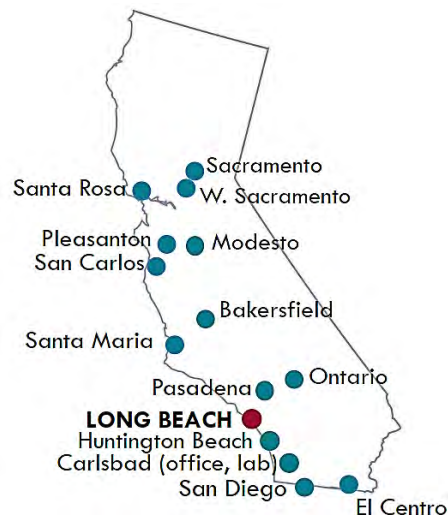 Sacramento
Santa Rosa
W. Sacramento
Pleasanton
Modesto
San Carlos
Bakersfield
Santa Maria
Ontario
Pasadena
LONG BEACH
Huntington Beach
Carlsbad (office, lab)
San Diego
El Centro